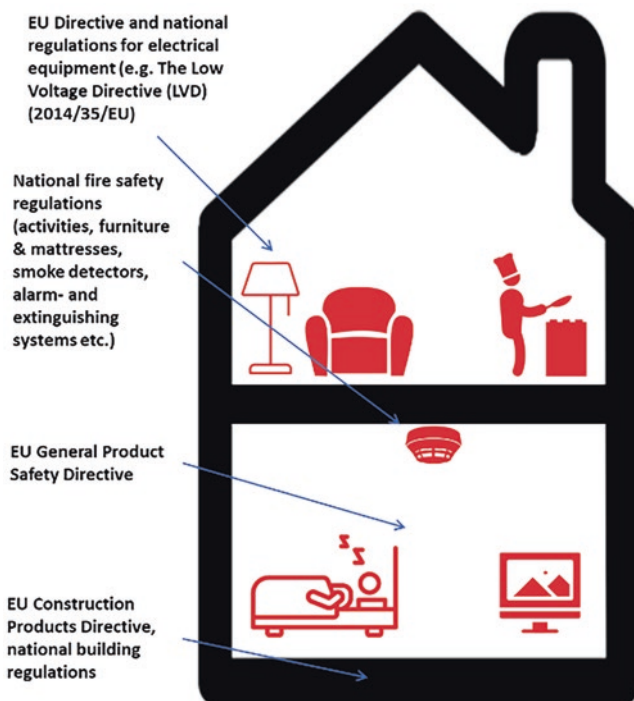 EU Directive and national
regulations for electrical
equipment (e.g. The Low
Voltage Directive (LVD)
(2014/35/EU)
National fire safety
regulations
(activities, furniture
& mattresses,
smoke detectors,
alarm- and
extinguishing
systems etc.)
EU General Product
Safety Directive
EU Construction
Products Directive,
national building
regulations
z
z
z